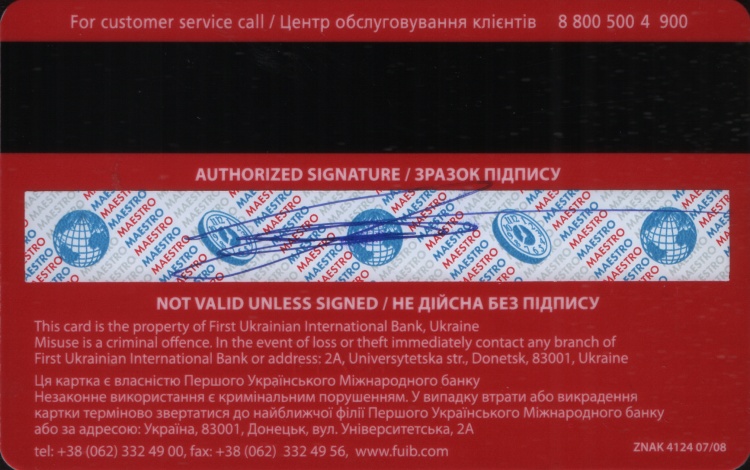 For customer service call / Центр обслуговування клієнтів 8 800 500 4 900
AUTHORIZED SIGNATURE / ЗРАЗОК ПІДПИСУ
MAESTRO MAESTRO MAESTRO MAESTRO
NOT VALID UNLESS SIGNED / НЕ ДІЙСНА БЕЗ ПІДПИСУ
This card is the property of First Ukrainian International Bank, Ukraine
Misuse is a criminal offence. In the event of loss or theft immediately contact any branch of
First Ukrainian International Bank or address: 2A, Universytetska str., Donetsk, 83001, Ukraine
Ця картка є власністю Першого Українського Міжнародного банку
Незаконне використання є кримінальним порушенням. У випадку втрати або викрадення
картки терміново звертатися до найближчої філії Першого Українського Міжнародного банку
або за адресою: Україна, 83001, Донецьк, вул. Університетська, 2А
tel: +38 (062) 332 49 00, fax: +38 (062) 332 49 56, www.fuib.com
ZNAK 4124 07/08